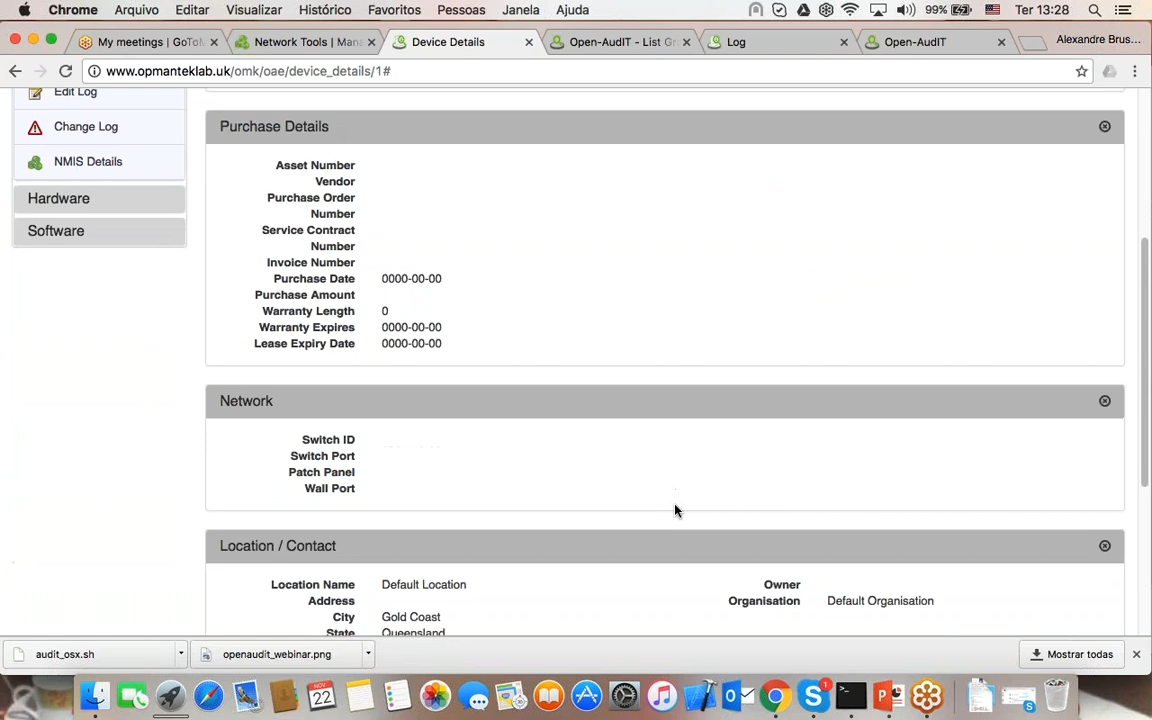 Chrome Arquivo Editar Visualizar Histórico Favoritos Pessoas Janela Ajuda 99% Ter 13:28
My meetings | GoToM Network Tools | Mana Device Details Open-AudIT - List Gr Log Open-AudIT Alexandre Brus...
www.opmanteklab.uk/omk/oae/device_details/1#
Edit Log
Change Log
NMIS Details
Hardware
Software
Purchase Details
Asset Number
Vendor
Purchase Order
Number
Service Contract
Number
Invoice Number
Purchase Date 0000-00-00
Purchase Amount
Warranty Length 0
Warranty Expires 0000-00-00
Lease Expiry Date 0000-00-00
Network
Switch ID
Switch Port
Patch Panel
Wall Port
Location / Contact
Location Name Default Location Owner
Address Organisation Default Organisation
City Gold Coast
State Queensland
audit_osx.sh openaudit_webinar.png Mostrar todas
NOV
22
1